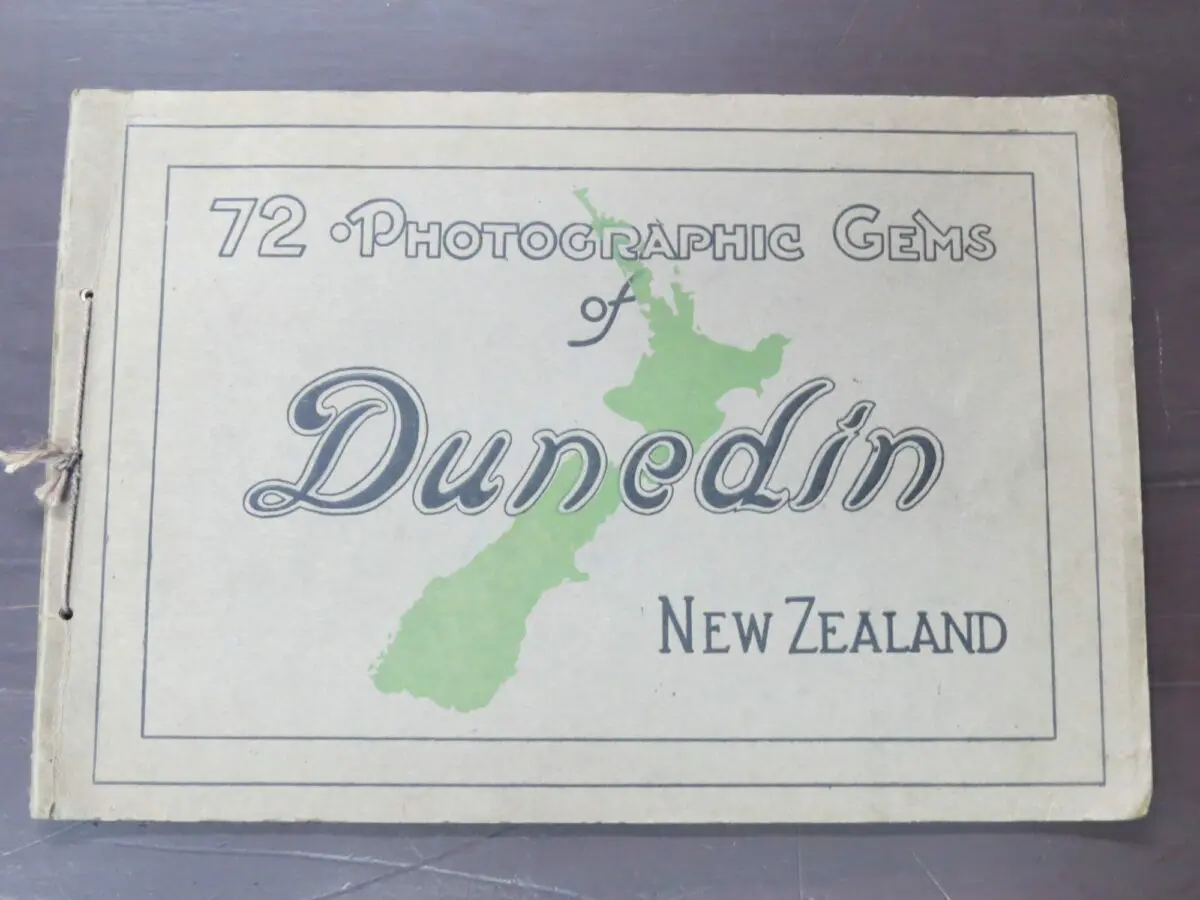 72 Photographic Gems
of
Dunedin
New Zealand